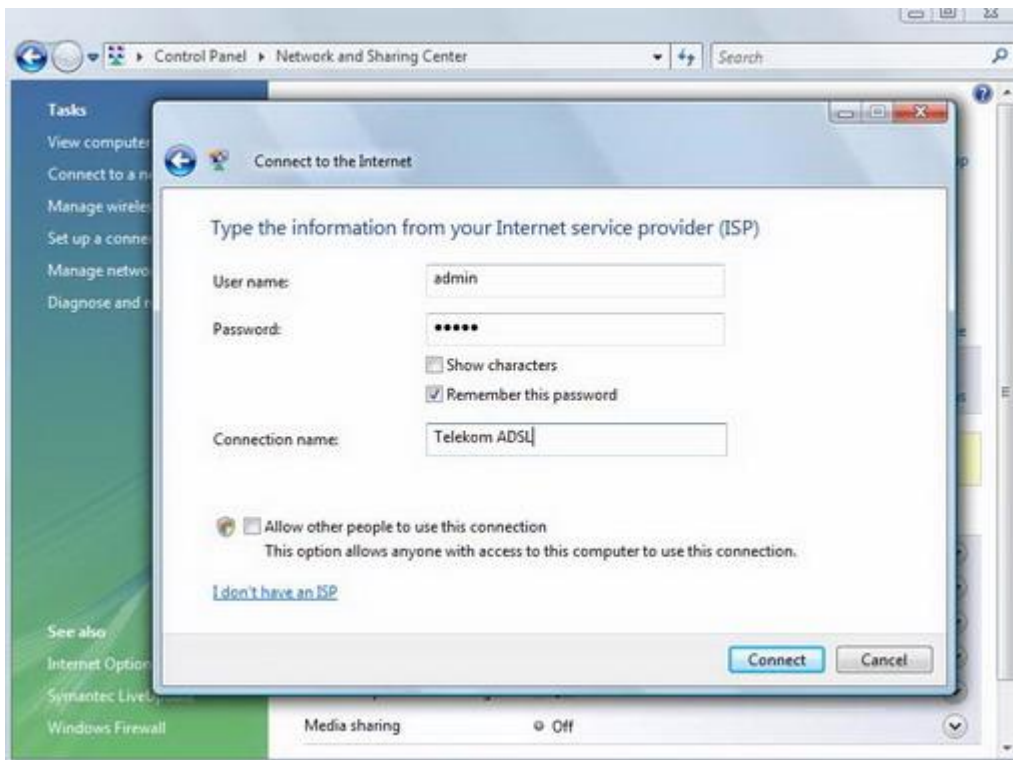 Control Panel
Network and Sharing Center
Search
Tasks
View computer
Connect to a
Manage
Set up a
Manage
Diagnose and
Connect to the Internet
Type the information from your Internet service provider (ISP)
User name:
admin
Password:
•••••
Show characters
Remember this password
Connection name:
Telekom ADSL
Allow other people to use this connection
This option allows anyone with access to this computer to use this connection.
I don't have an ISP
Connect
Cancel
See also
Internet Option
Symantec
Windows Firewall
Media sharing
Off